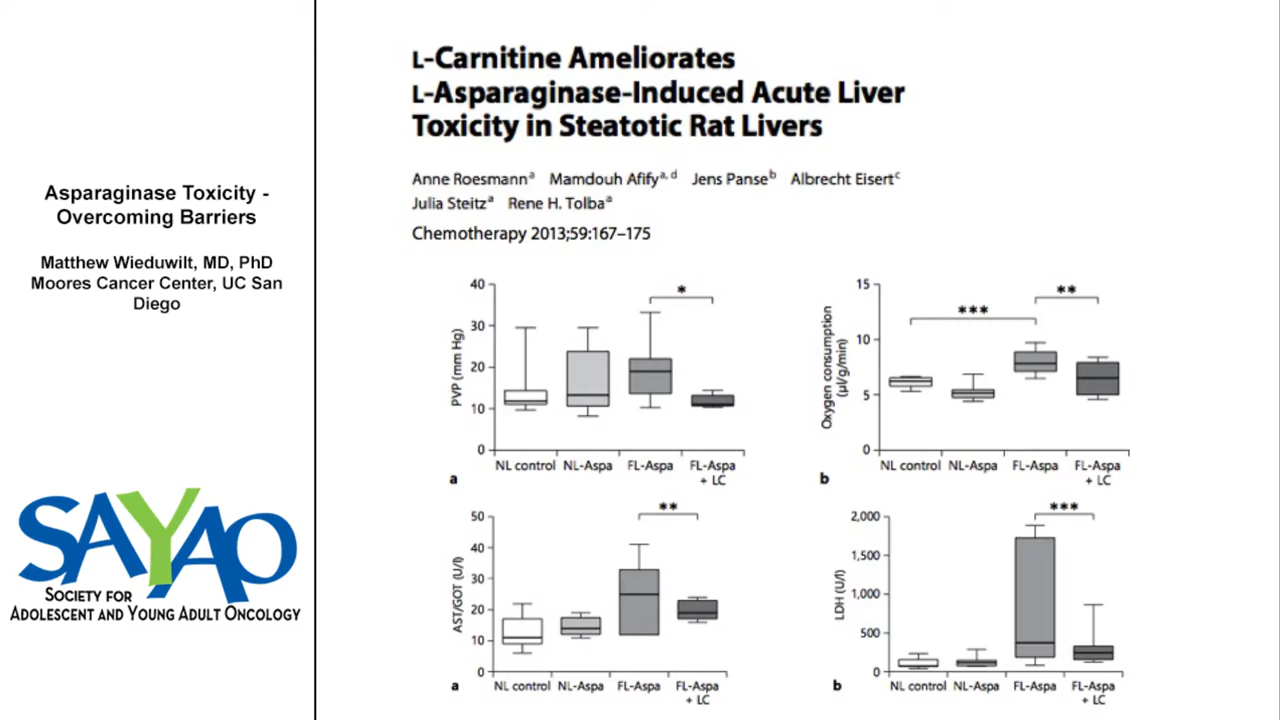 Asparaginase Toxicity -
Overcoming Barriers
Matthew Wieduwilt, MD, PhD
Moores Cancer Center, UC San
Diego
SAYAO
SOCIETY FOR
ADOLESCENT AND YOUNG ADULT ONCOLOGY
L-Carnitine Ameliorates
L-Asparaginase-Induced Acute Liver
Toxicity in Steatotic Rat Livers
Anne Roesmann a Mamdouh Afify a, d Jens Panse b Albrecht Eisert c
Julia Steitz a Rene H. Tolba a
Chemotherapy 2013;59:167–175
PVP (mm Hg)
40
30
20
10
0
*
NL control NL-Aspa FL-Aspa FL-Aspa
+ LC
a
Oxygen consumption
(µl/g/min)
15
10
5
0
*** **
NL control NL-Aspa FL-Aspa FL-Aspa
+ LC
b
AST/GOT (U/l)
50
40
30
20
10
0
**
NL control NL-Aspa FL-Aspa FL-Aspa
+ LC
a
LDH (U/l)
2,000
1,500
1,000
500
0
***
NL control NL-Aspa FL-Aspa FL-Aspa
+ LC
b